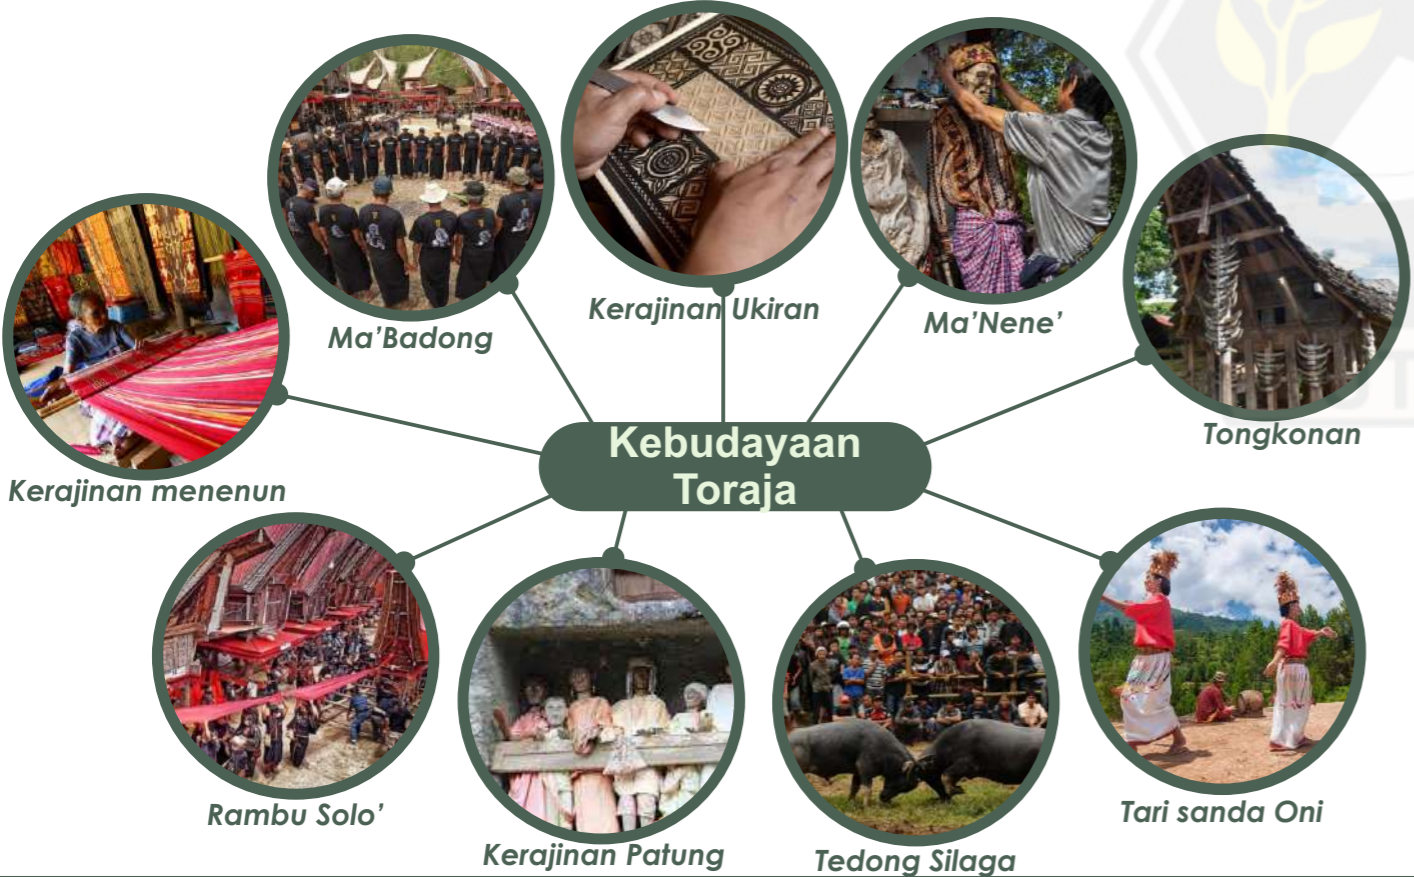 Ma'Badong
Kerajinan Ukiran
Ma'Nene'
Tongkonan
Kerajinan menenun
Kebudayaan
Toraja
Rambu Solo'
Kerajinan Patung
Tedong Silaga
Tari sanda Oni